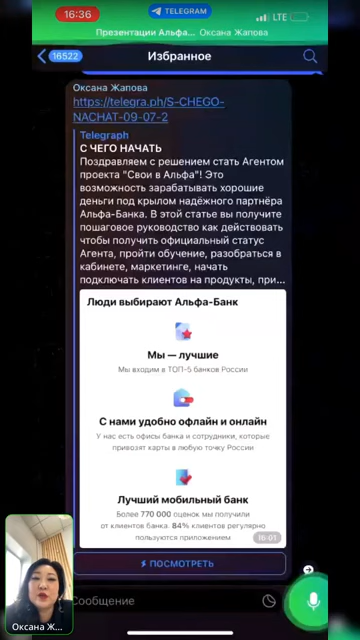 16:36
TELEGRAM
LTE
Презентации Альфа... Оксана Жапова
16522
Избранное
Оксана Жапова
https://telegra.ph/S-CHEGO-
NACHAT-09-07-2
Telegraph
С ЧЕГО НАЧАТЬ
Поздравляем с решением стать Агентом
проекта "Свои в Альфа"! Это
возможность зарабатывать хорошие
деньги под крылом надёжного партнёра
Альфа-Банка. В этой статье вы получите
пошаговое руководство как действовать
чтобы получить официальный статус
Агента, пройти обучение, разобраться в
кабинете, маркетинге, начать
подключать клиентов на продукты, при...
Люди выбирают Альфа-Банк
Мы — лучшие
Мы входим в ТОП-5 банков России
С нами удобно офлайн и онлайн
У нас есть офисы банка и сотрудники, которые
привозят карты в любую точку России
Лучший мобильный банк
Более 770 000 оценок мы получили
от клиентов банка. 84% клиентов регулярно
пользуются приложением
16:01
ПОСМОТРЕТЬ
Сообщение
Оксана Ж...